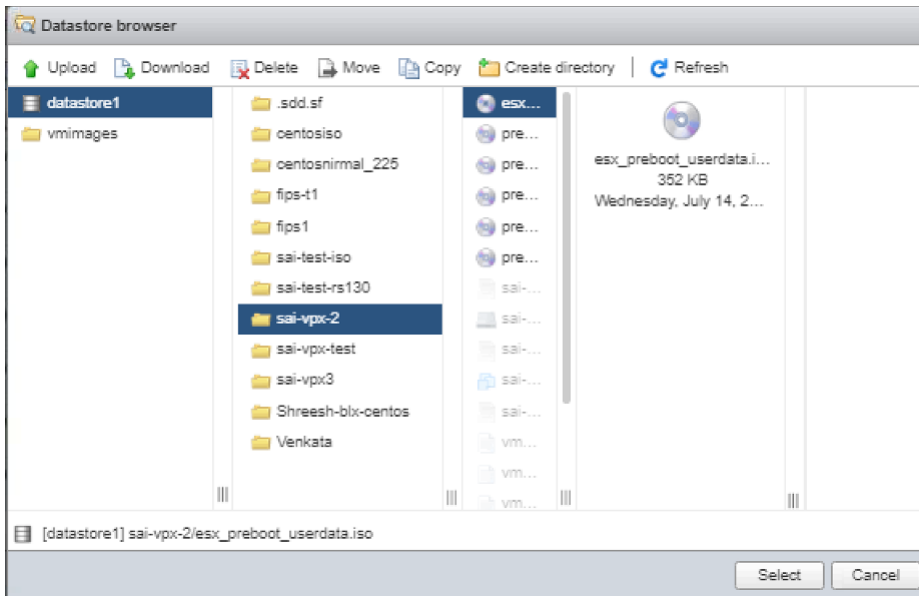 Datastore browser
Upload Download Delete Move Copy Create directory Refresh
datastore1
vmimages
.sdd.sf
centosiso
centosnirmal_225
fips-t1
fips1
sai-test-iso
sai-test-rs130
sai-vpx-2
sai-vpx-test
sai-vpx3
Shreesh-blx-centos
Venkata
esx...
pre...
pre...
pre...
pre...
pre...
sai-...
sai-...
sai-...
sai-...
sai-...
vm...
vm...
vm...
esx_preboot_userdata.i...
352 KB
Wednesday, July 14, 2...
[datastore1] sai-vpx-2/esx_preboot_userdata.iso
Select Cancel